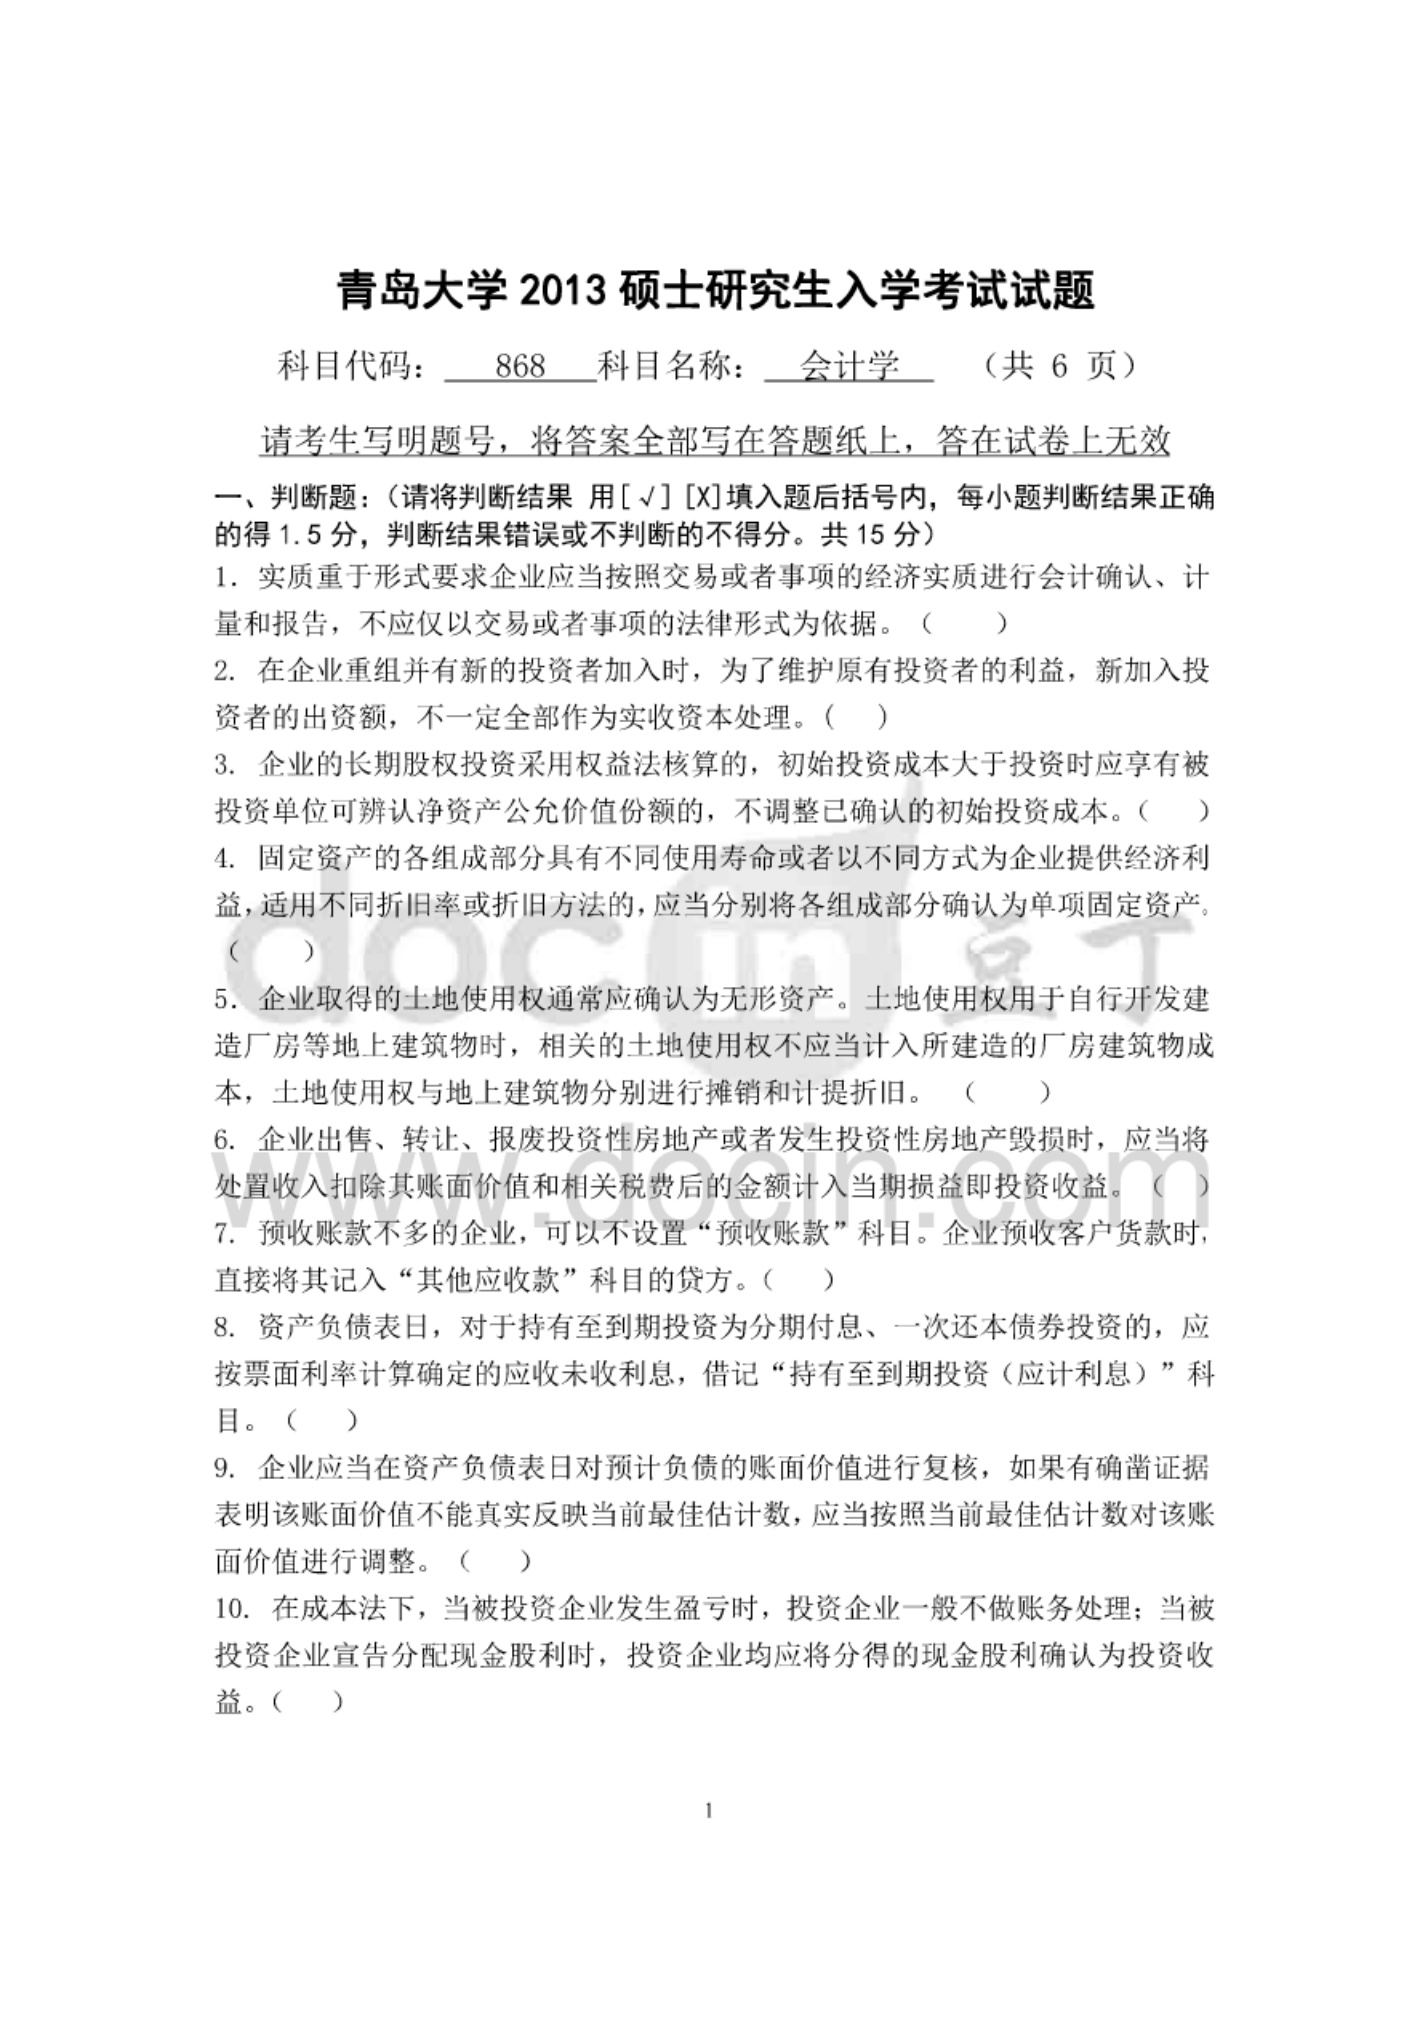 青岛大学 2013 硕士研究生入学考试试题
科目代码： 868 科目名称： 会计学 （共 6 页）
请考生写明题号，将答案全部写在答题纸上，答在试卷上无效
一、判断题：（请将判断结果 用[√] [X]填入题后括号内，每小题判断结果正确
的得 1.5 分，判断结果错误或不判断的不得分。共 15 分）
1. 实质重于形式要求企业应当按照交易或者事项的经济实质进行会计确认、计
量和报告，不应仅以交易或者事项的法律形式为依据。（ ）
2. 在企业重组并有新的投资者加入时，为了维护原有投资者的利益，新加入投
资者的出资额，不一定全部作为实收资本处理。( )
3. 企业的长期股权投资采用权益法核算的，初始投资成本大于投资时应享有被
投资单位可辨认净资产公允价值份额的，不调整已确认的初始投资成本。（ ）
4. 固定资产的各组成部分具有不同使用寿命或者以不同方式为企业提供经济利
益，适用不同折旧率或折旧方法的，应当分别将各组成部分确认为单项固定资产。
（ ）
5. 企业取得的土地使用权通常应确认为无形资产。土地使用权用于自行开发建
造厂房等地上建筑物时，相关的土地使用权不应当计入所建造的厂房建筑物成
本，土地使用权与地上建筑物分别进行摊销和计提折旧。 （ ）
6. 企业出售、转让、报废投资性房地产或者发生投资性房地产毁损时，应当将
处置收入扣除其账面价值和相关税费后的金额计入当期损益即投资收益。（ ）
7. 预收账款不多的企业，可以不设置“预收账款”科目。企业预收客户货款时，
直接将其记入“其他应收款”科目的贷方。（ ）
8. 资产负债表日，对于持有至到期投资为分期付息、一次还本债券投资的，应
按票面利率计算确定的应收未收利息，借记“持有至到期投资（应计利息）”科
目。（ ）
9. 企业应当在资产负债表日对预计负债的账面价值进行复核，如果有确凿证据
表明该账面价值不能真实反映当前最佳估计数，应当按照当前最佳估计数对该账
面价值进行调整。（ ）
10. 在成本法下，当被投资企业发生盈亏时，投资企业一般不做账务处理；当被
投资企业宣告分配现金股利时，投资企业均应将分得的现金股利确认为投资收
益。（ ）
1
docin 豆丁
www.docin.com